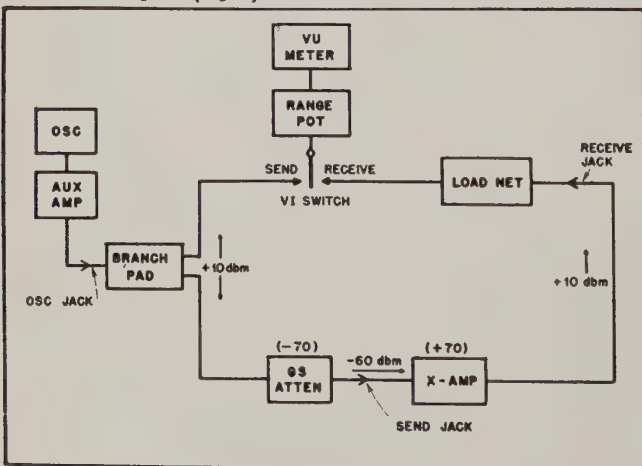 VU
METER
RANGE
POT
OSC
AUX
AMP
SEND
RECEIVE
VI SWITCH
LOAD NET
RECEIVE
JACK
BRANCH
PAD
+10 dbm
OSC JACK
+10 dbm
(-70)
-60 dbm
(+70)
GS
ATTEN
X-AMP
SEND JACK